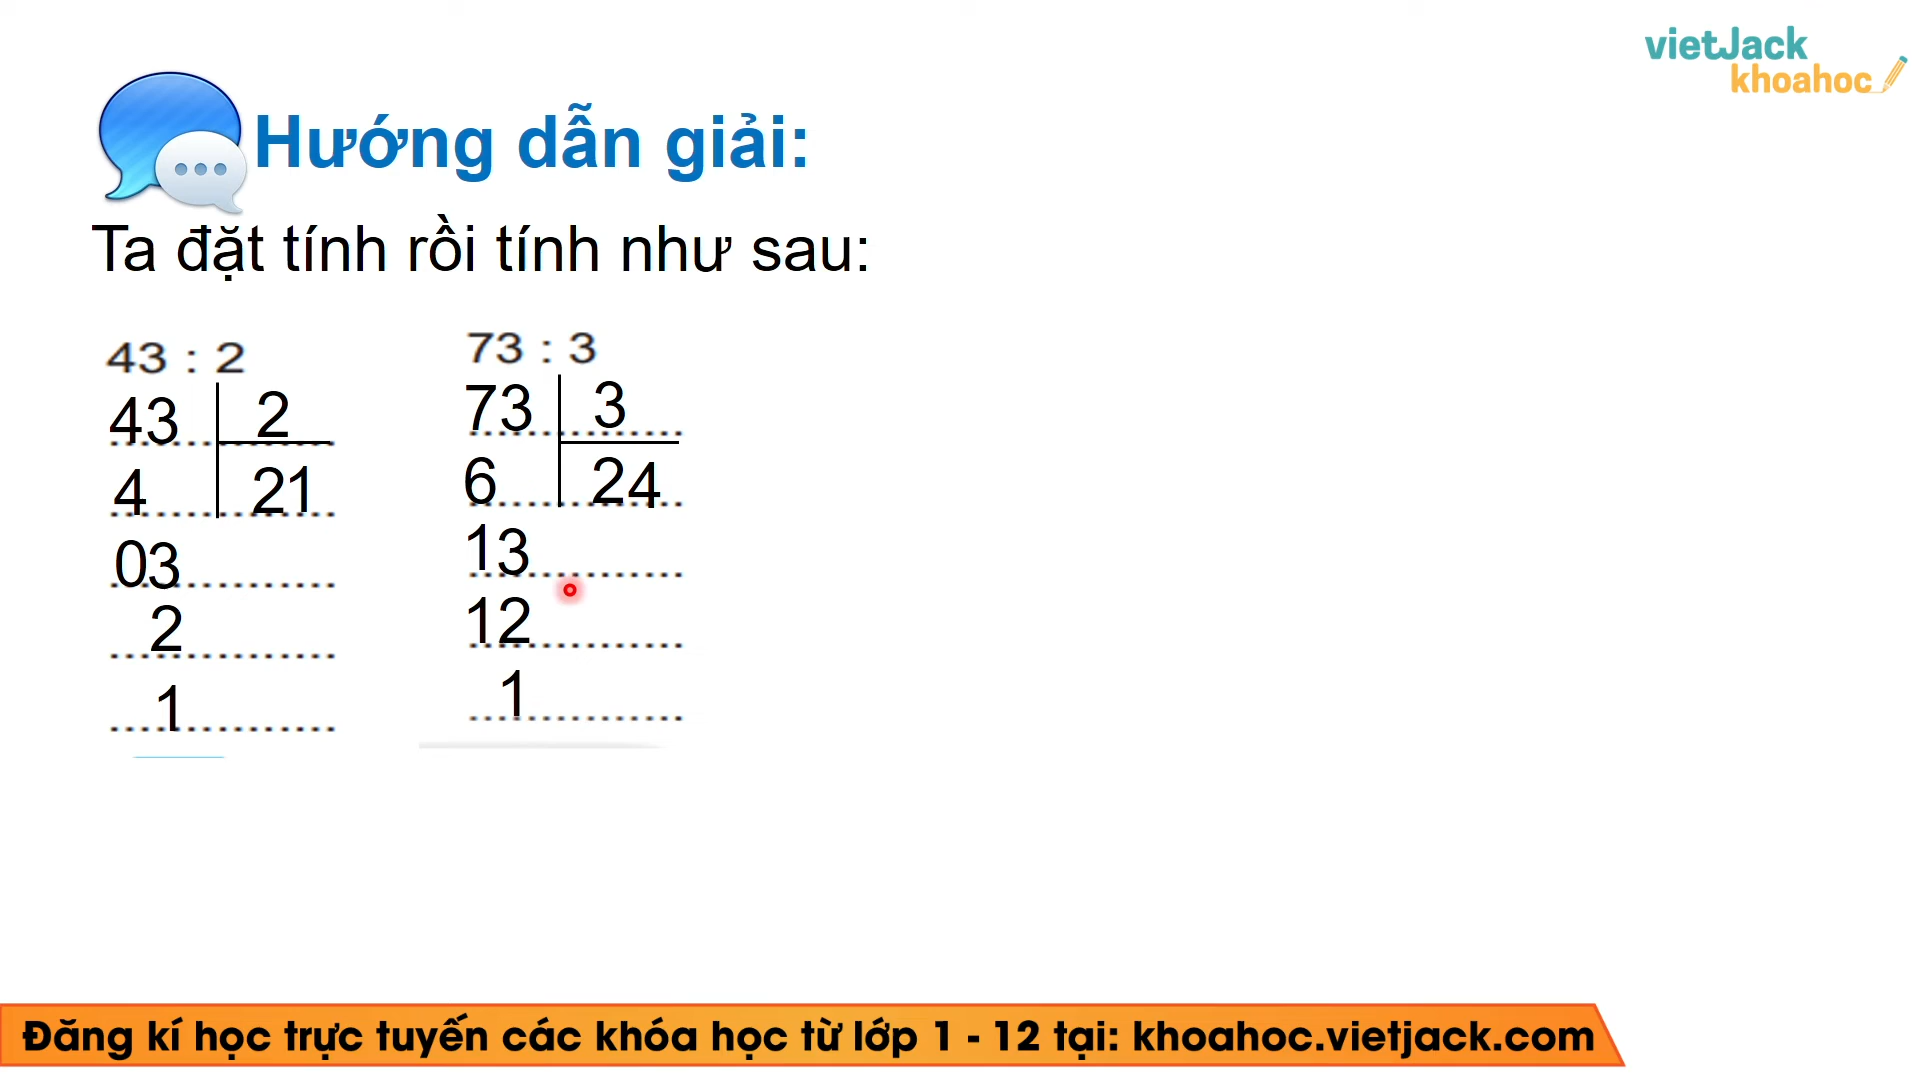 vietJack
khoahoc
Hướng dẫn giải:
Ta đặt tính rồi tính như sau:
43 : 2
43 2
4 21
03
2
1
73 : 3
73 3
6 24
13
12
1
Đăng kí học trực tuyến các khóa học từ lớp 1 - 12 tại: khoahoc.vietjack.com